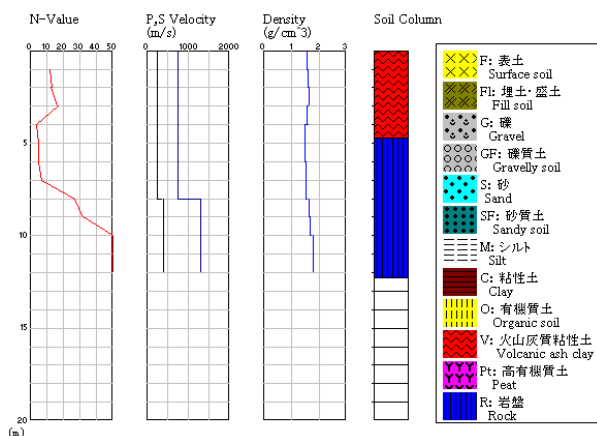 N-Value
P,S Velocity
(m/s)
Density
(g/cm^3)
Soil Column
0 10 20 30 40 50
0 1000 2000
0 1 2 3
5
10
15
20
(m)
F: 表土
Surface soil
Fl: 埋土・盛土
Fill soil
G: 礫
Gravel
GF: 礫質土
Gravelly soil
S: 砂
Sand
SF: 砂質土
Sandy soil
M: シルト
Silt
C: 粘性土
Clay
O: 有機質土
Organic soil
V: 火山灰質粘性土
Volcanic ash clay
Pt: 高有機質土
Peat
R: 岩盤
Rock